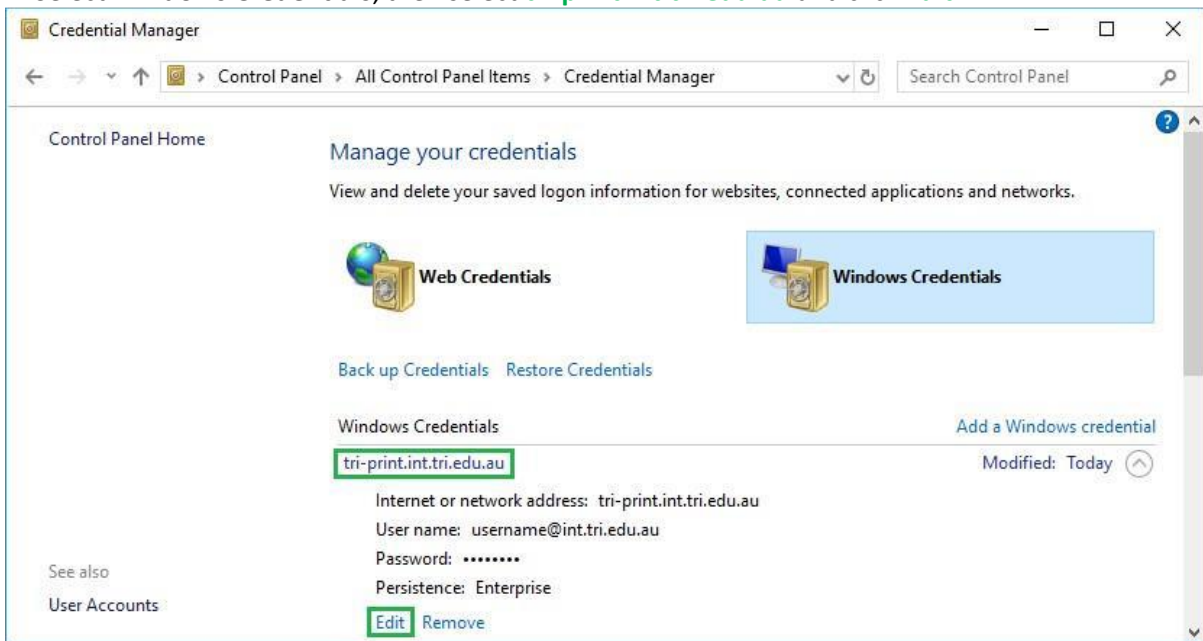 Credential Manager
Control Panel > All Control Panel Items > Credential Manager
Search Control Panel
Control Panel Home
?
Manage your credentials
View and delete your saved logon information for websites, connected applications and networks.
Web Credentials
Windows Credentials
Back up Credentials Restore Credentials
Windows Credentials Add a Windows credential
tri-print.int.tri.edu.au Modified: Today
Internet or network address: tri-print.int.tri.edu.au
User name: username@int.tri.edu.au
Password: ••••••••
Persistence: Enterprise
Edit Remove
See also
User Accounts